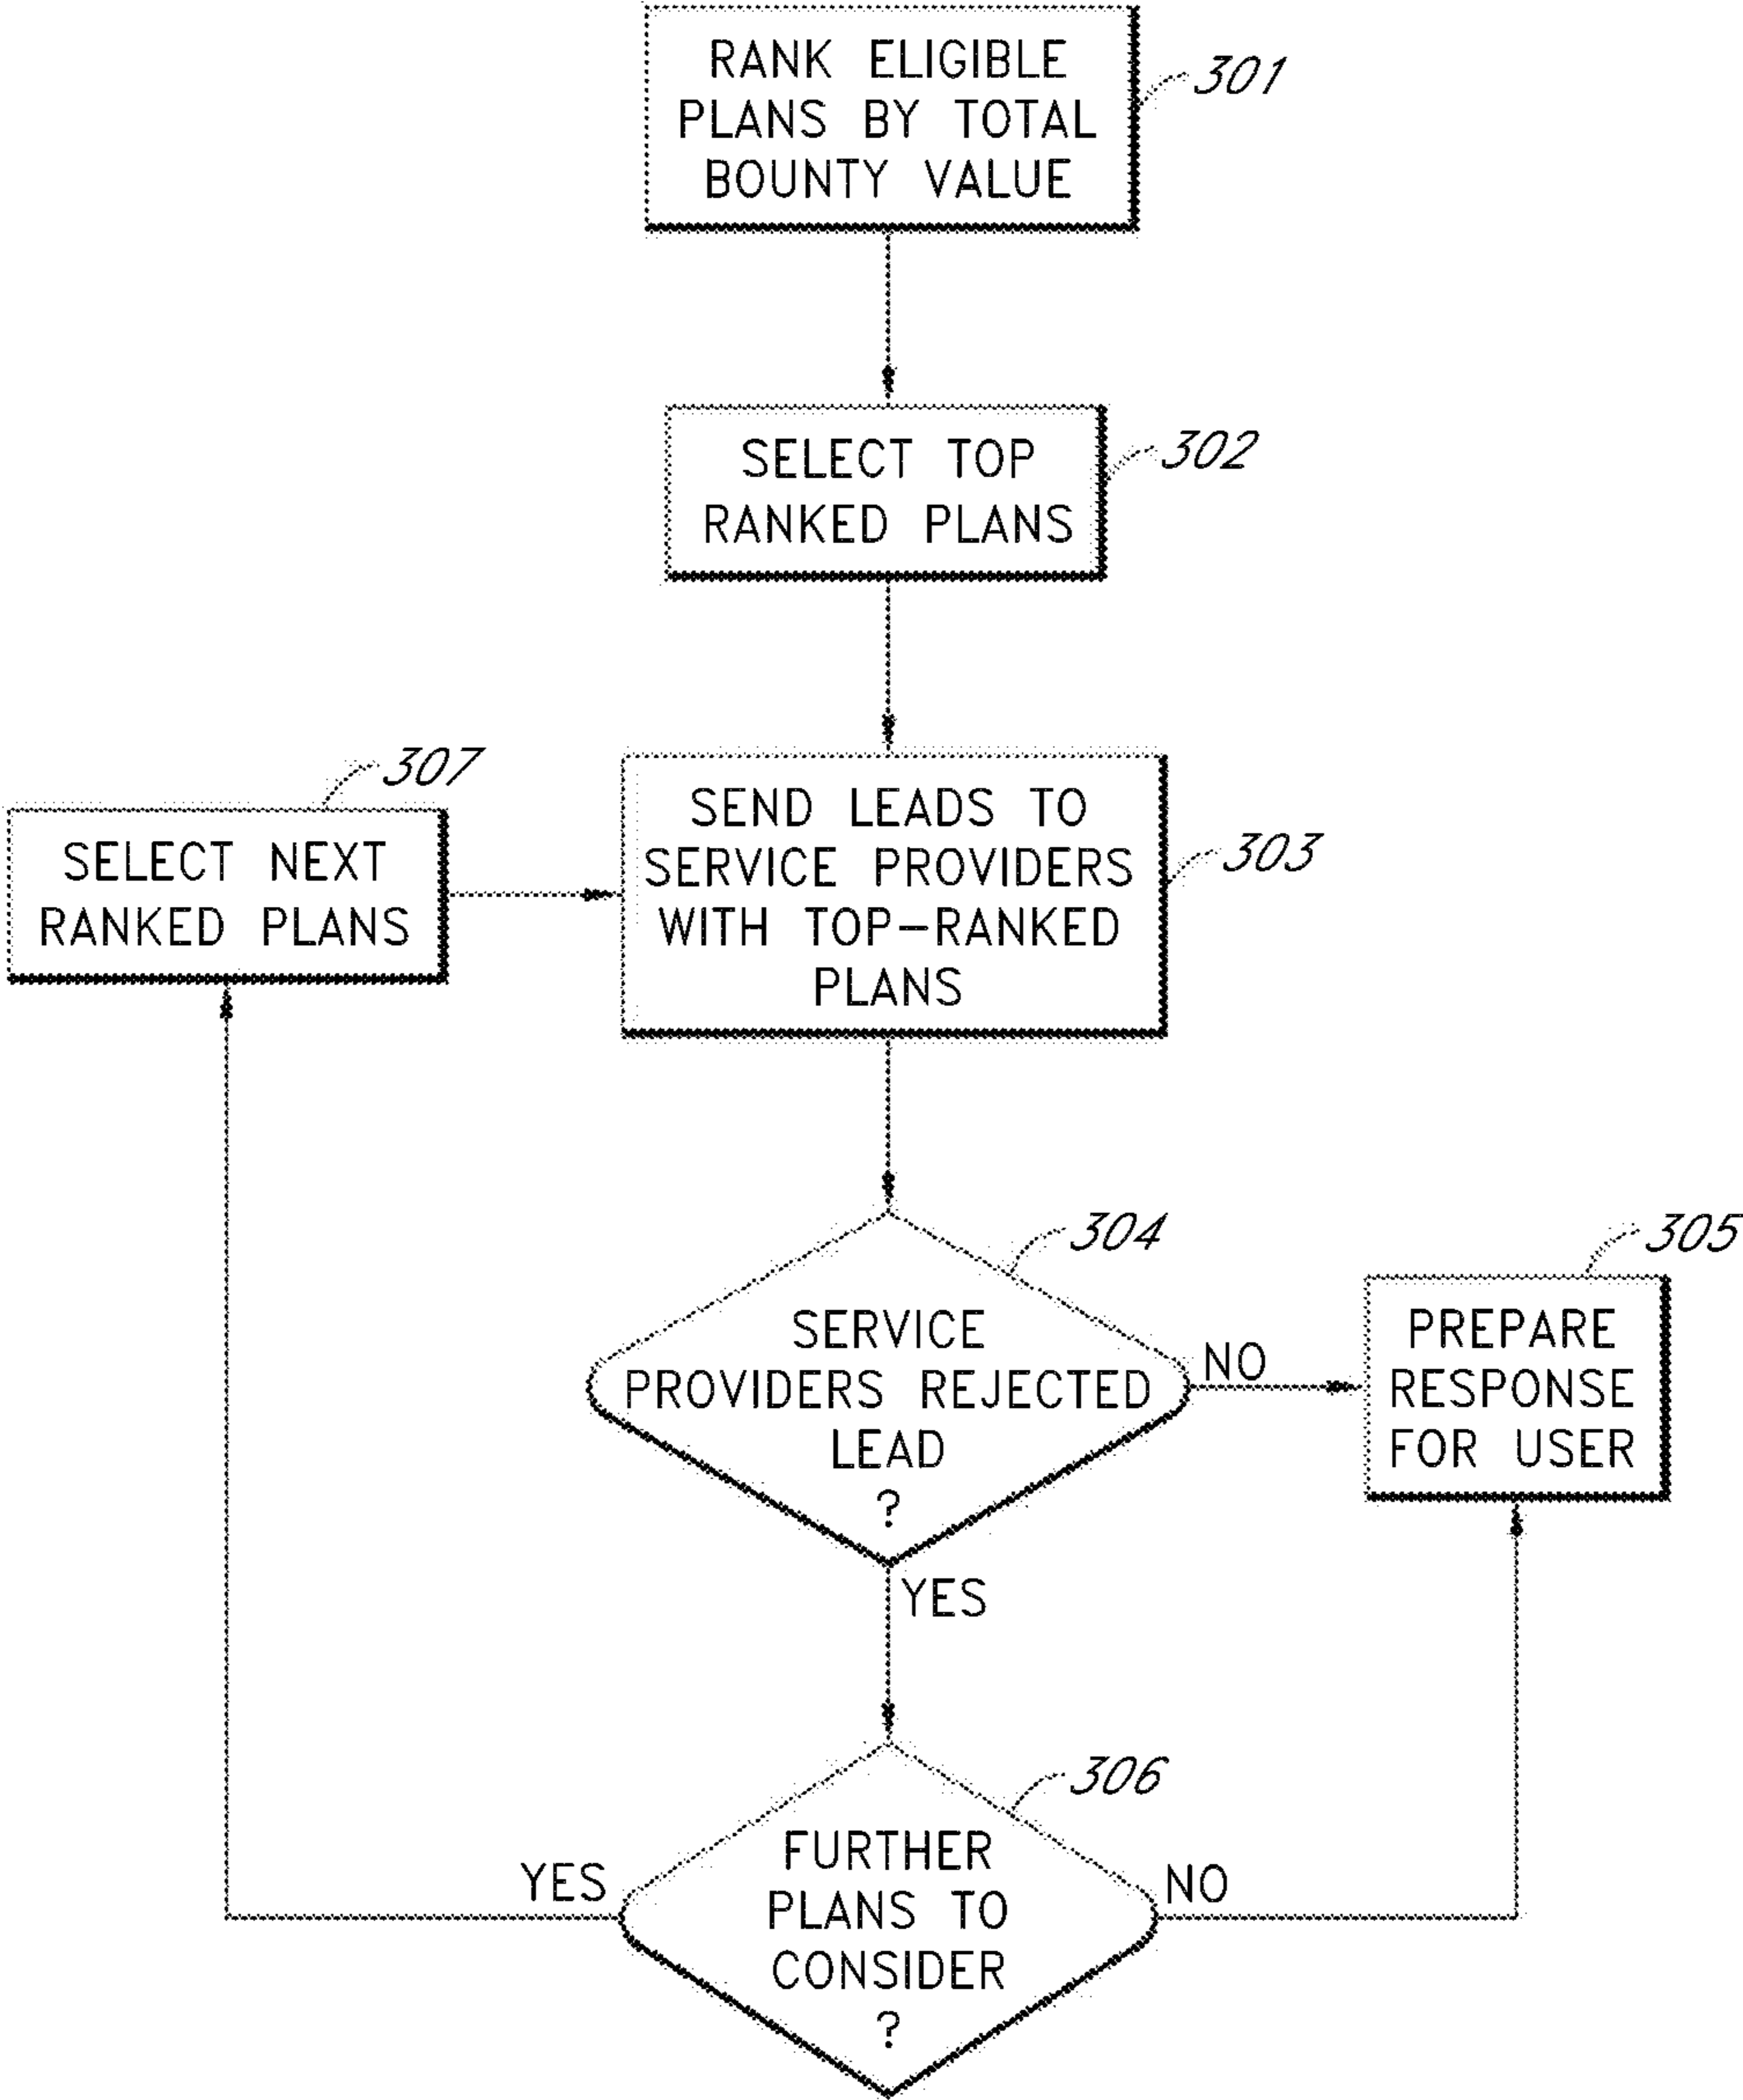 RANK ELIGIBLE
PLANS BY TOTAL
BOUNTY VALUE
301
SELECT TOP
RANKED PLANS
302
307
SELECT NEXT
RANKED PLANS
SEND LEADS TO
SERVICE PROVIDERS
WITH TOP-RANKED
PLANS
303
304
SERVICE
PROVIDERS REJECTED
LEAD
?
NO
YES
305
PREPARE
RESPONSE
FOR USER
306
FURTHER
PLANS TO
CONSIDER
?
YES
NO